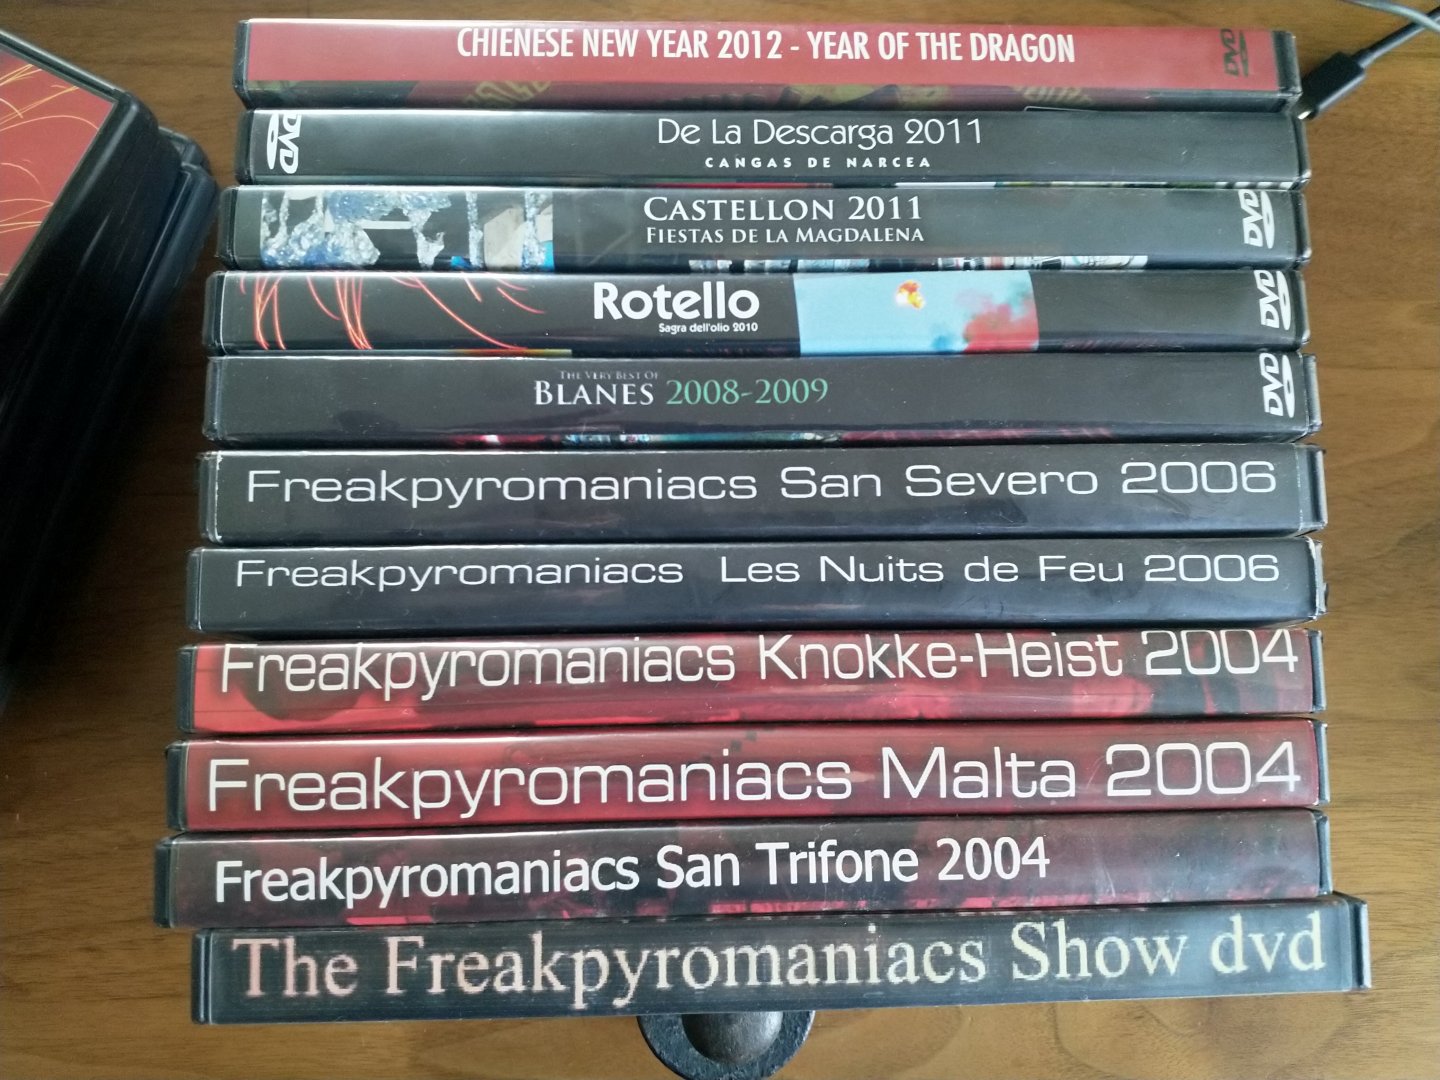 CHIENESE NEW YEAR 2012 - YEAR OF THE DRAGON
DVD
DVD
De La Descarga 2011
CANGAS DE NARCEA
CASTELLON 2011
FIESTAS DE LA MAGDALENA
DVD
Rotello
Sagra dell'olio 2010
DVD
THE VERY BEST OF
BLANES 2008-2009
DVD
Freakpyromaniacs San Severo 2006
Freakpyromaniacs Les Nuits de Feu 2006
Freakpyromaniacs Knokke-Heist 2004
Freakpyromaniacs Malta 2004
Freakpyromaniacs San Trifone 2004
The Freakpyromaniacs Show dvd